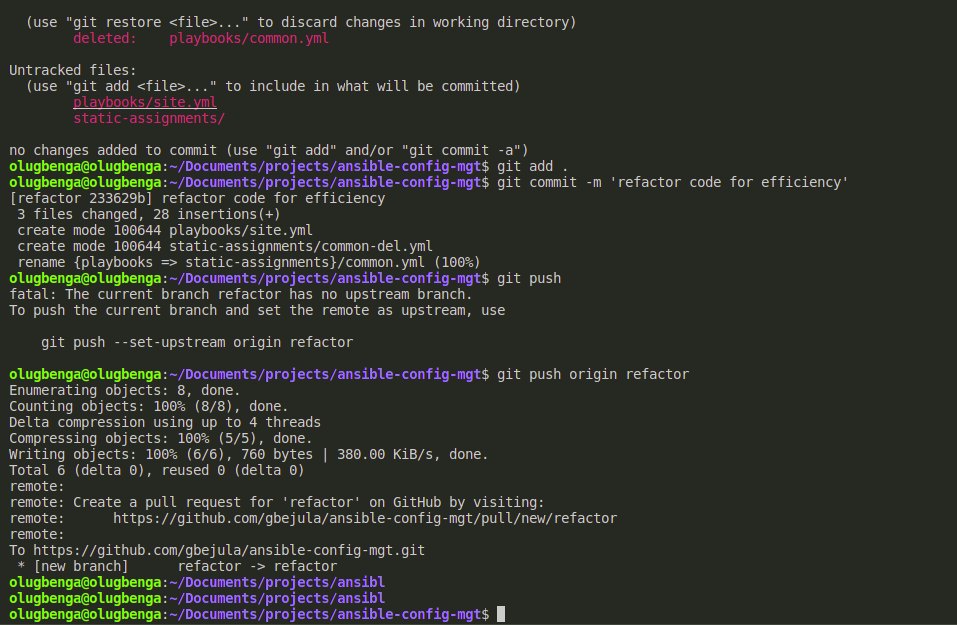 (use "git restore <file>..." to discard changes in working directory)
deleted:    playbooks/common.yml
Untracked files:
(use "git add <file>..." to include in what will be committed)
playbooks/site.yml
static-assignments/
no changes added to commit (use "git add" and/or "git commit -a")
olugbenga@olugbenga:~/Documents/projects/ansible-config-mgt$ git add .
olugbenga@olugbenga:~/Documents/projects/ansible-config-mgt$ git commit -m 'refactor code for efficiency'
[refactor 233629b] refactor code for efficiency
3 files changed, 28 insertions(+)
create mode 100644 playbooks/site.yml
create mode 100644 static-assignments/common-del.yml
rename {playbooks => static-assignments}/common.yml (100%)
olugbenga@olugbenga:~/Documents/projects/ansible-config-mgt$ git push
fatal: The current branch refactor has no upstream branch.
To push the current branch and set the remote as upstream, use
git push --set-upstream origin refactor
olugbenga@olugbenga:~/Documents/projects/ansible-config-mgt$ git push origin refactor
Enumerating objects: 8, done.
Counting objects: 100% (8/8), done.
Delta compression using up to 4 threads
Compressing objects: 100% (5/5), done.
Writing objects: 100% (6/6), 760 bytes | 380.00 KiB/s, done.
Total 6 (delta 0), reused 0 (delta 0)
remote:
remote: Create a pull request for 'refactor' on GitHub by visiting:
remote:      https://github.com/gbejula/ansible-config-mgt/pull/new/refactor
remote:
To https://github.com/gbejula/ansible-config-mgt.git
* [new branch]      refactor -> refactor
olugbenga@olugbenga:~/Documents/projects/ansibl
olugbenga@olugbenga:~/Documents/projects/ansibl
olugbenga@olugbenga:~/Documents/projects/ansible-config-mgt$